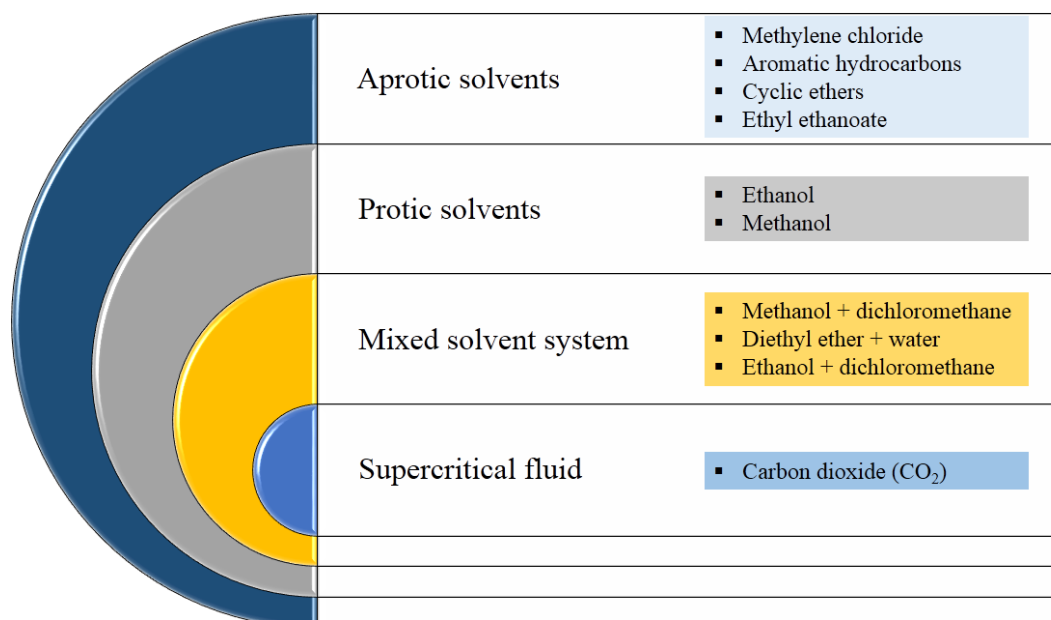 Aprotic solvents
▪ Methylene chloride
▪ Aromatic hydrocarbons
▪ Cyclic ethers
▪ Ethyl ethanoate
Protic solvents
▪ Ethanol
▪ Methanol
Mixed solvent system
▪ Methanol + dichloromethane
▪ Diethyl ether + water
▪ Ethanol + dichloromethane
Supercritical fluid
▪ Carbon dioxide (CO₂)